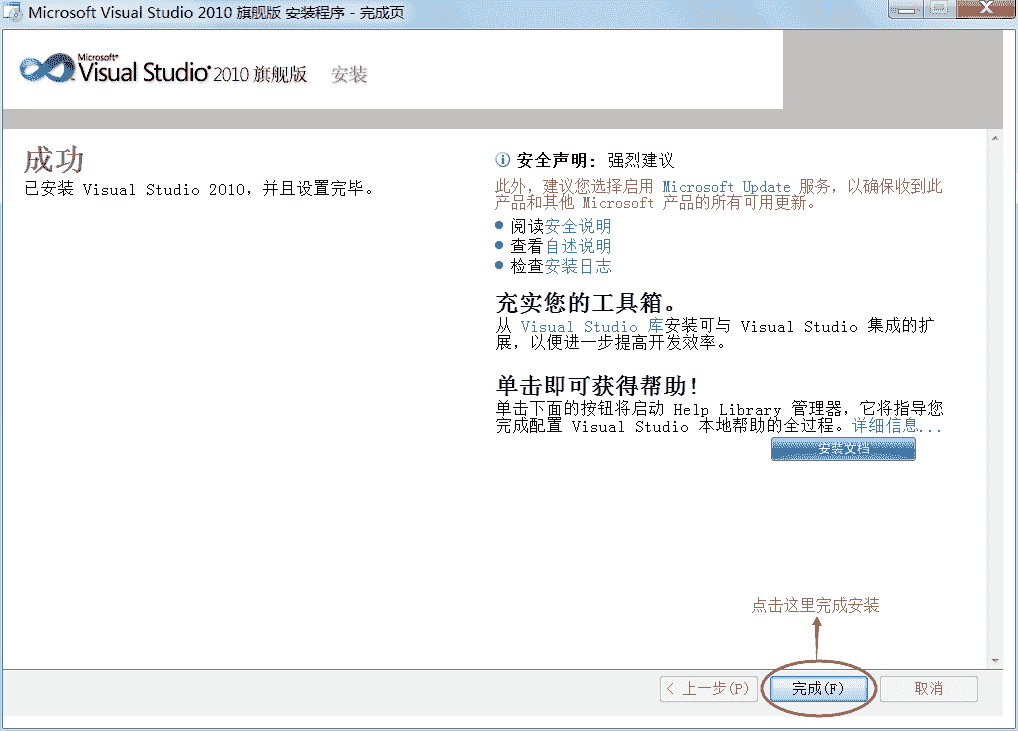 Microsoft Visual Studio 2010 旗舰版 安装程序 - 完成页
Microsoft®
Visual Studio® 2010 旗舰版 安装
成功
已安装 Visual Studio 2010，并且设置完毕。
安全声明：强烈建议
此外，建议您选择启用 Microsoft Update 服务，以确保收到此
产品和其他 Microsoft 产品的所有可用更新。
阅读安全说明
查看自述说明
检查安装日志
充实您的工具箱。
从 Visual Studio 库安装可与 Visual Studio 集成的扩
展，以便进一步提高开发效率。
单击即可获得帮助!
单击下面的按钮将启动 Help Library 管理器，它将指导您
完成配置 Visual Studio 本地帮助的全过程。详细信息...
安装文档
点击这里完成安装
< 上一步(P)
完成(F)
取消